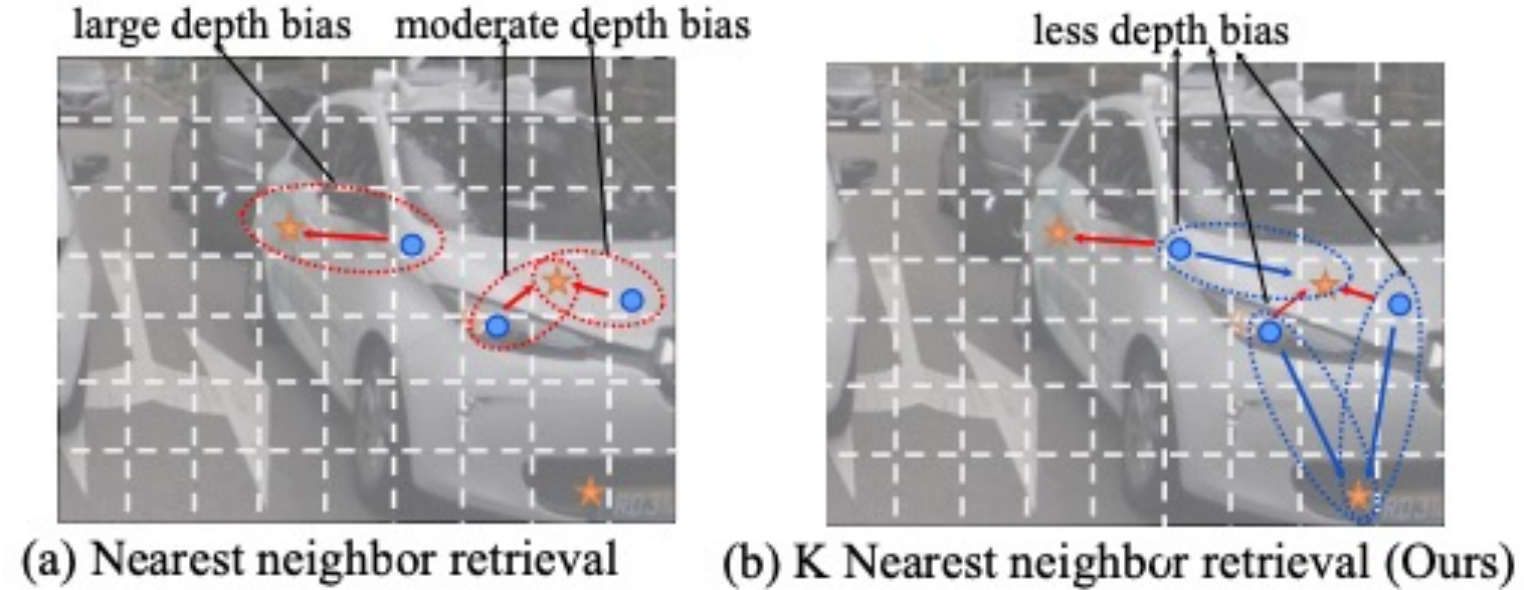 large depth bias moderate depth bias
less depth bias
(a) Nearest neighbor retrieval
(b) K Nearest neighbor retrieval (Ours)